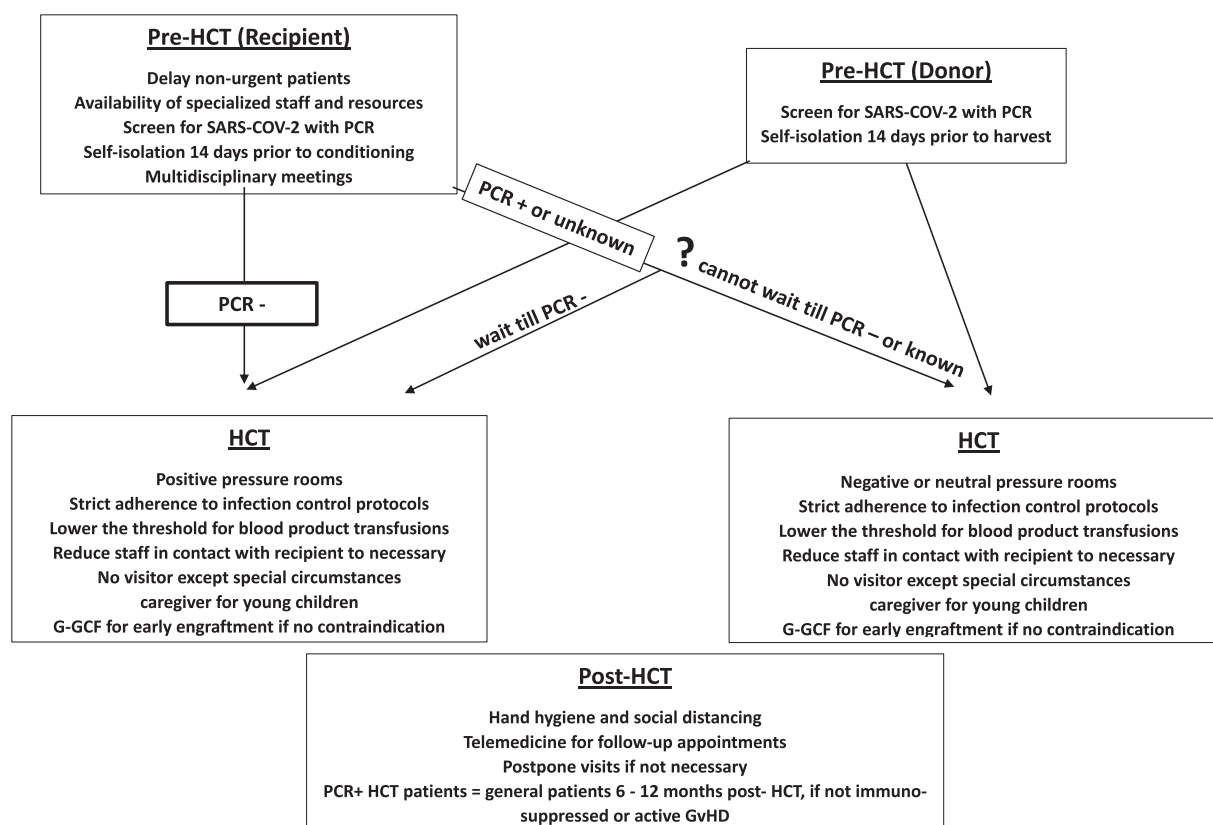 Pre-HCT (Recipient)
Delay non-urgent patients
Availability of specialized staff and resources
Screen for SARS-COV-2 with PCR
Self-isolation 14 days prior to conditioning
Multidisciplinary meetings
Pre-HCT (Donor)
Screen for SARS-COV-2 with PCR
Self-isolation 14 days prior to harvest
PCR + or unknown
?
cannot wait till PCR – or known
PCR -
wait till PCR -
HCT
Positive pressure rooms
Strict adherence to infection control protocols
Lower the threshold for blood product transfusions
Reduce staff in contact with recipient to necessary
No visitor except special circumstances
caregiver for young children
G-GCF for early engraftment if no contraindication
HCT
Negative or neutral pressure rooms
Strict adherence to infection control protocols
Lower the threshold for blood product transfusions
Reduce staff in contact with recipient to necessary
No visitor except special circumstances
caregiver for young children
G-GCF for early engraftment if no contraindication
Post-HCT
Hand hygiene and social distancing
Telemedicine for follow-up appointments
Postpone visits if not necessary
PCR+ HCT patients = general patients 6 - 12 months post- HCT, if not immuno-
suppressed or active GvHD